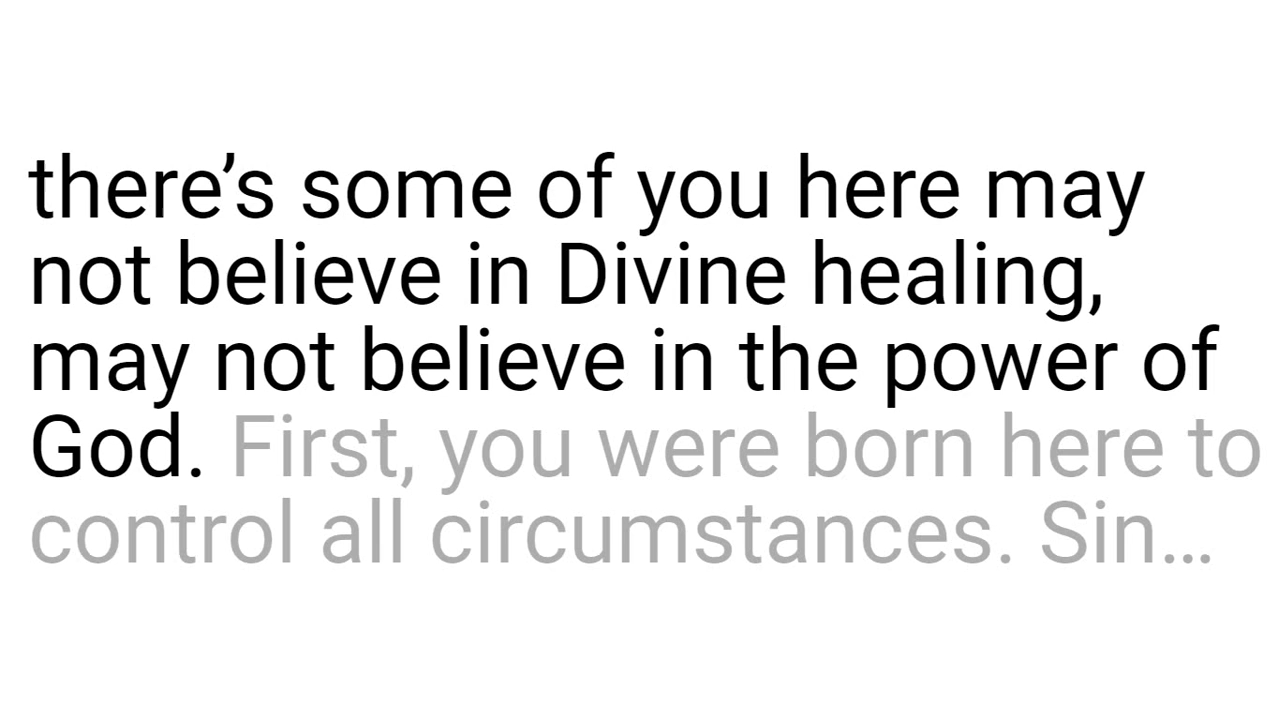 there’s some of you here may
not believe in Divine healing,
may not believe in the power of
God. First, you were born here to
control all circumstances. Sin…